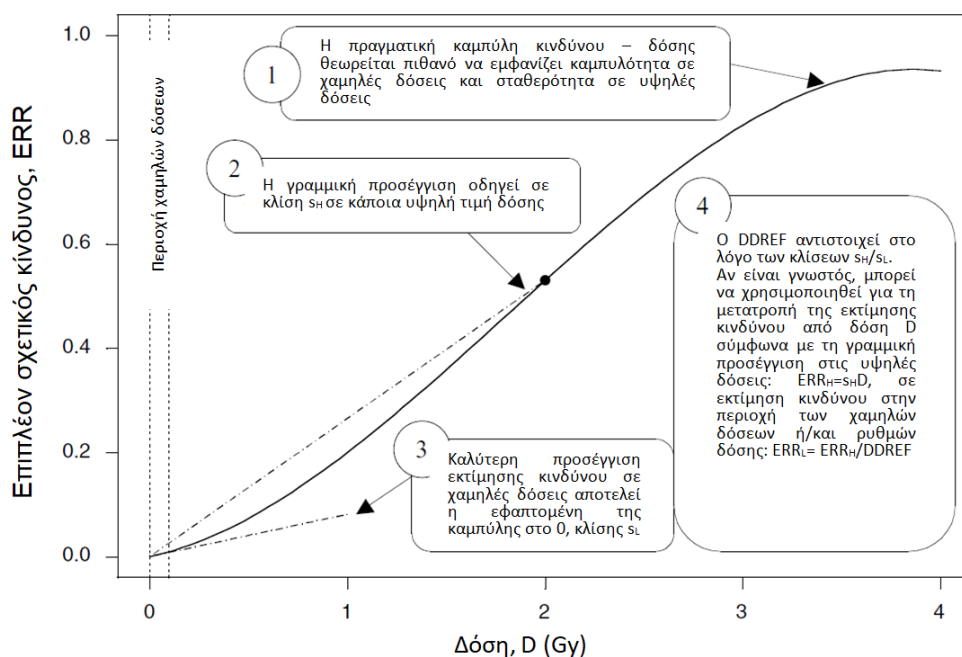 1.0
0.8
0.6
0.4
0.2
0.0
Επιπλέον σχετικός κίνδυνος, ERR
Περιοχή χαμηλών δόσεων
1
Η πραγματική καμπύλη κινδύνου – δόσης
θεωρείται πιθανό να εμφανίζει καμπυλότητα σε
χαμηλές δόσεις και σταθερότητα σε υψηλές
δόσεις
2
Η γραμμική προσέγγιση οδηγεί σε
κλίση sH σε κάποια υψηλή τιμή δόσης
3
Καλύτερη προσέγγιση
εκτίμησης κινδύνου σε
χαμηλές δόσεις αποτελεί
η εφαπτομένη της
καμπύλης στο 0, κλίσης sL
4
Ο DDREF αντιστοιχεί στο
λόγο των κλίσεων sH/sL.
Αν είναι γνωστός, μπορεί
να χρησιμοποιηθεί για τη
μετατροπή της εκτίμησης
κινδύνου από δόση D
σύμφωνα με τη γραμμική
προσέγγιση στις υψηλές
δόσεις: ERRH=sHD, σε
εκτίμηση κινδύνου στην
περιοχή των χαμηλών
δόσεων ή/και ρυθμών
δόσης: ERRL= ERRH/DDREF
0 1 2 3 4
Δόση, D (Gy)